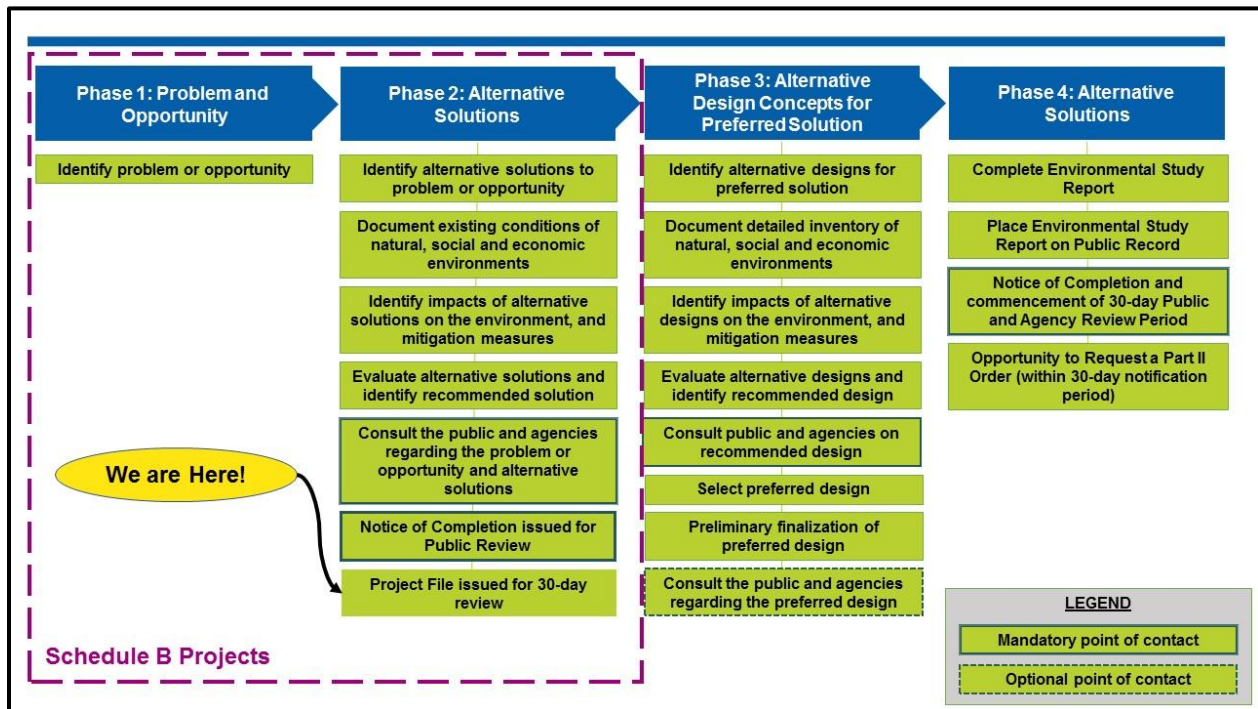 Phase 1: Problem and
Opportunity
Identify problem or opportunity
We are Here!
Schedule B Projects
Phase 2: Alternative
Solutions
Identify alternative solutions to
problem or opportunity
Document existing conditions of
natural, social and economic
environments
Identify impacts of alternative
solutions on the environment, and
mitigation measures
Evaluate alternative solutions and
identify recommended solution
Consult the public and agencies
regarding the problem or
opportunity and alternative
solutions
Notice of Completion issued for
Public Review
Project File issued for 30-day
review
Phase 3: Alternative
Design Concepts for
Preferred Solution
Identify alternative designs for
preferred solution
Document detailed inventory of
natural, social and economic
environments
Identify impacts of alternative
designs on the environment, and
mitigation measures
Evaluate alternative designs and
identify recommended design
Consult public and agencies on
recommended design
Select preferred design
Preliminary finalization of
preferred design
Consult the public and agencies
regarding the preferred design
Phase 4: Alternative
Solutions
Complete Environmental Study
Report
Place Environmental Study
Report on Public Record
Notice of Completion and
commencement of 30-day Public
and Agency Review Period
Opportunity to Request a Part II
Order (within 30-day notification
period)
LEGEND
Mandatory point of contact
Optional point of contact